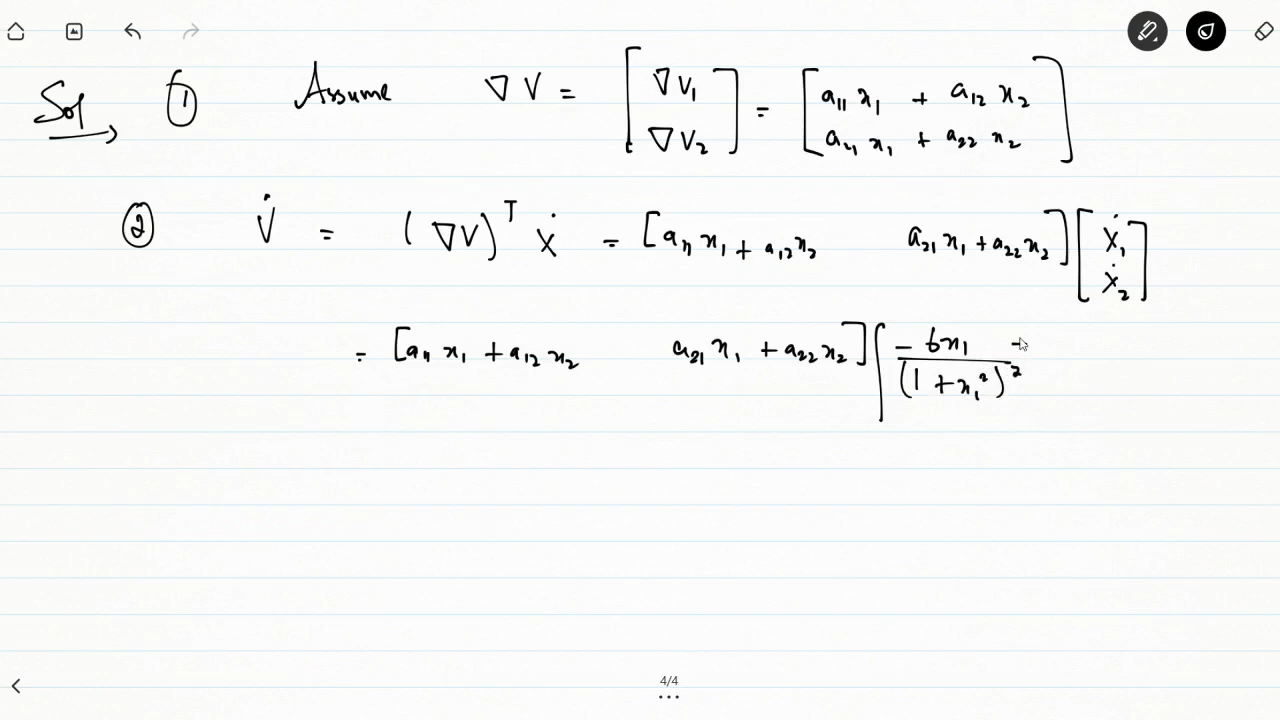 Sol ① Assume ∇V = [∇V₁ ∇V₂] = [a₁₁ x₁ + a₁₂ x₂
a₂₁ x₁ + a₂₂ x₂]
② V̇ = (∇V)ᵀ Ẋ = [a₁₁ x₁ + a₁₂ x₂ a₂₁ x₁ + a₂₂ x₂] [Ẋ₁ Ẋ₂]
= [a₁₁ x₁ + a₁₂ x₂ a₂₁ x₁ + a₂₂ x₂] [ -6x₁ / (1 + x₁²)² +
4/4